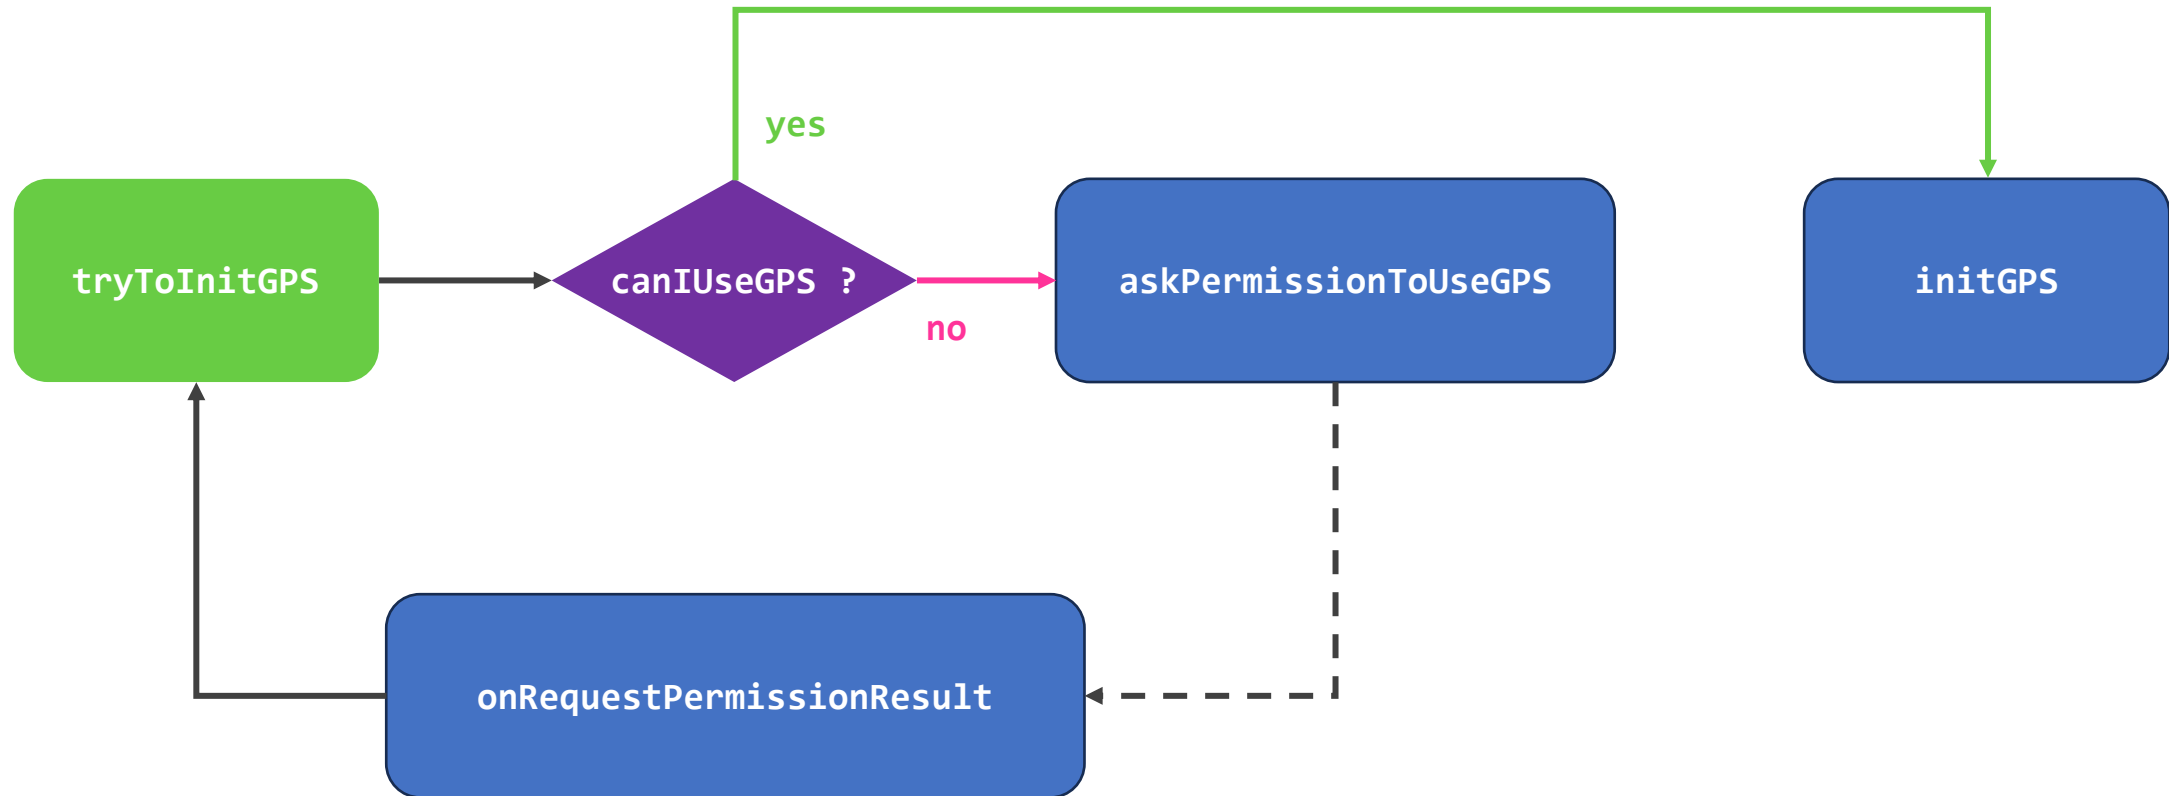 yes
tryToInitGPS
canIUseGPS ?
askPermissionToUseGPS
initGPS
no
onRequestPermissionResult